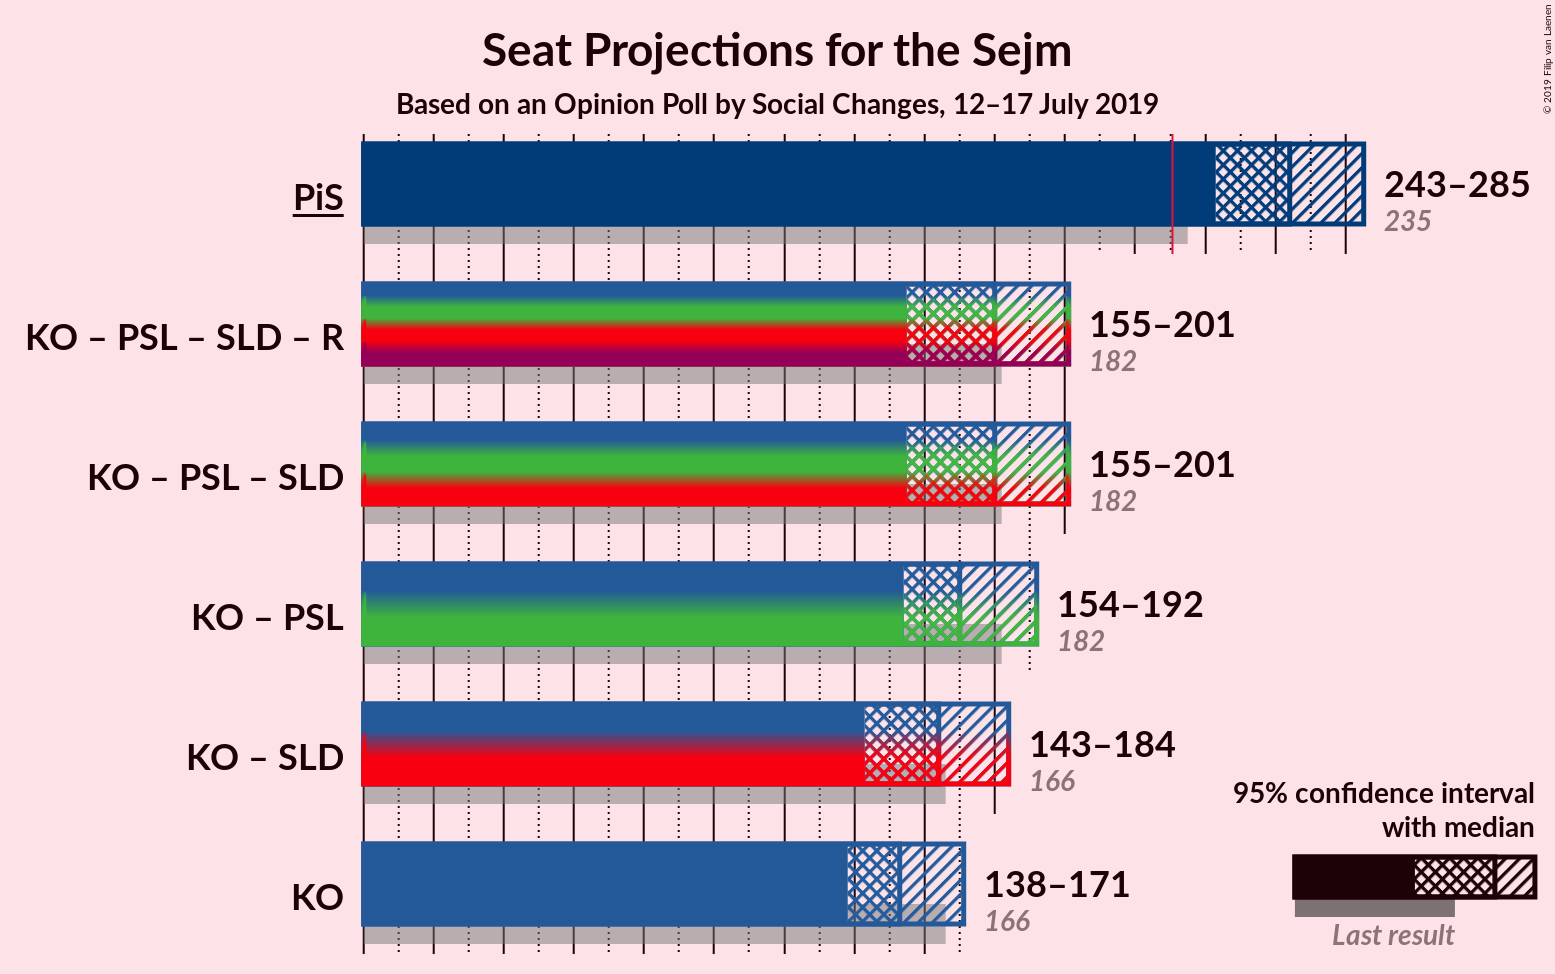 Seat Projections for the Sejm
Based on an Opinion Poll by Social Changes, 12–17 July 2019
© 2019 Filip van Laenen
PiS
243–285
235
KO – PSL – SLD – R
155–201
182
KO – PSL – SLD
155–201
182
KO – PSL
154–192
182
KO – SLD
143–184
166
KO
138–171
166
95% confidence interval
with median
Last result